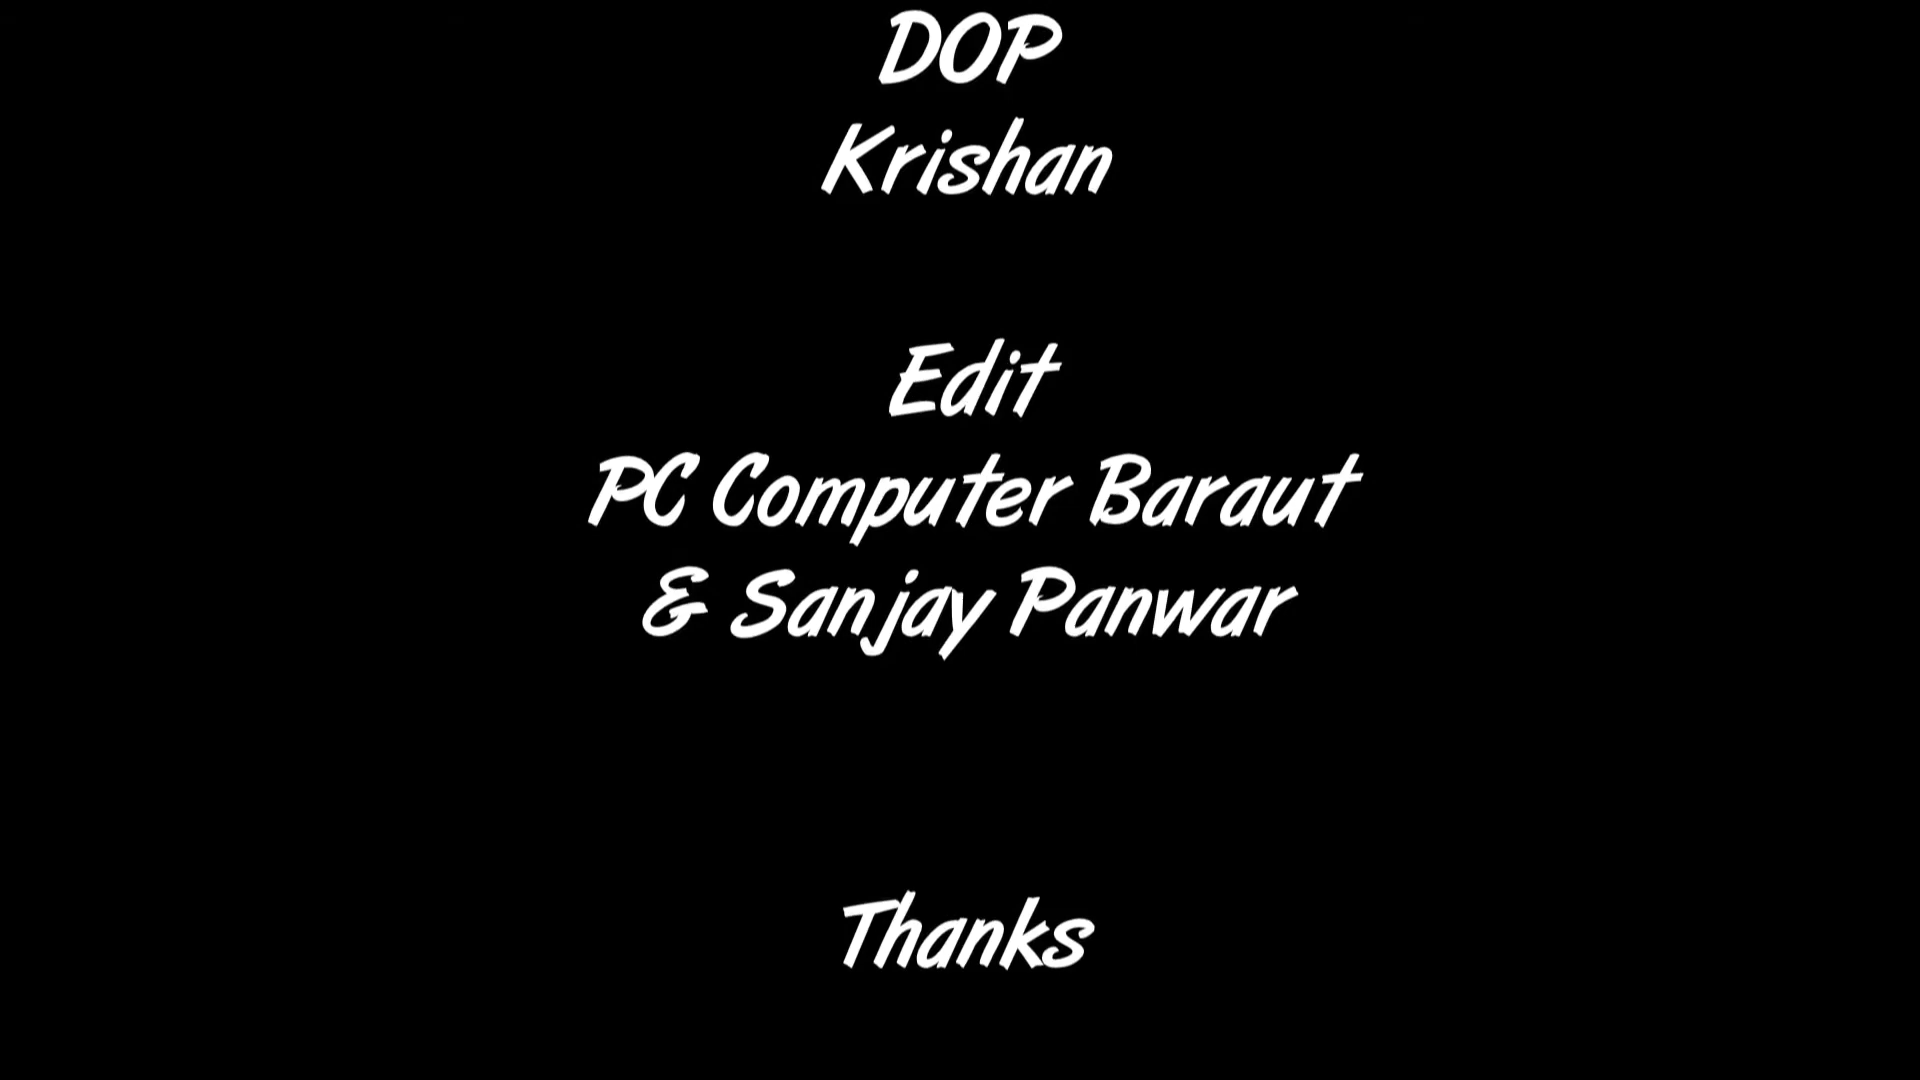 DOP
Krishan
Edit
PC Computer Baraut
& Sanjay Panwar
Thanks